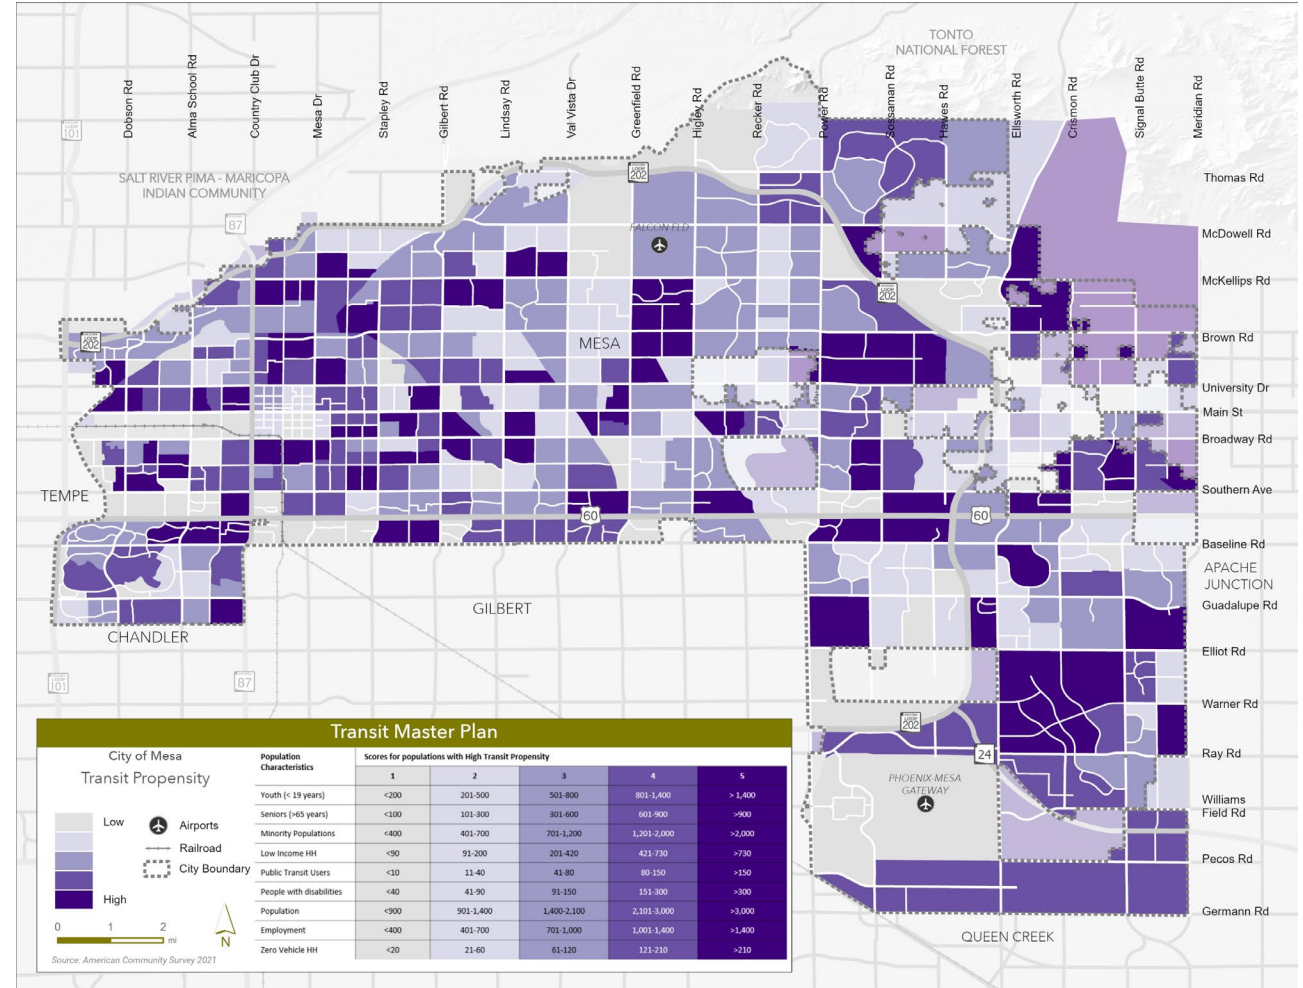 TONTO
NATIONAL FOREST
Dobson Rd
Alma School Rd
Country Club Dr
Mesa Dr
Stapley Rd
Gilbert Rd
Lindsay Rd
Val Vista Dr
Greenfield Rd
Higley Rd
Recker Rd
Power Rd
Sossaman Rd
Hawes Rd
Ellsworth Rd
Crismon Rd
Signal Butte Rd
Meridian Rd
LOOP
101
SALT RIVER PIMA - MARICOPA
INDIAN COMMUNITY
87
LOOP
202
FALCON FLD
LOOP
202
LOOP
202
MESA
Thomas Rd
McDowell Rd
McKellips Rd
Brown Rd
University Dr
Main St
Broadway Rd
Southern Ave
Baseline Rd
APACHE
JUNCTION
Guadalupe Rd
Elliot Rd
Warner Rd
Ray Rd
Williams
Field Rd
Pecos Rd
Germann Rd
TEMPE
60
60
GILBERT
CHANDLER
LOOP
101
87
LOOP
202
24
PHOENIX-MESA
GATEWAY
QUEEN CREEK
Transit Master Plan
City of Mesa
Transit Propensity
Low
High
Airports
Railroad
City Boundary
0 1 2
mi
N
Source: American Community Survey 2021
Population
Characteristics
Scores for populations with High Transit Propensity
1 2 3 4 5
Youth (< 19 years) <200 201-500 501-800 801-1,400 > 1,400
Seniors (>65 years) <100 101-300 301-600 601-900 >900
Minority Populations <400 401-700 701-1,200 1,201-2,000 >2,000
Low Income HH <90 91-200 201-420 421-730 >730
Public Transit Users <10 11-40 41-80 80-150 >150
People with disabilities <40 41-90 91-150 151-300 >300
Population <900 901-1,400 1,400-2,100 2,101-3,000 >3,000
Employment <400 401-700 701-1,000 1,001-1,400 >1,400
Zero Vehicle HH <20 21-60 61-120 121-210 >210